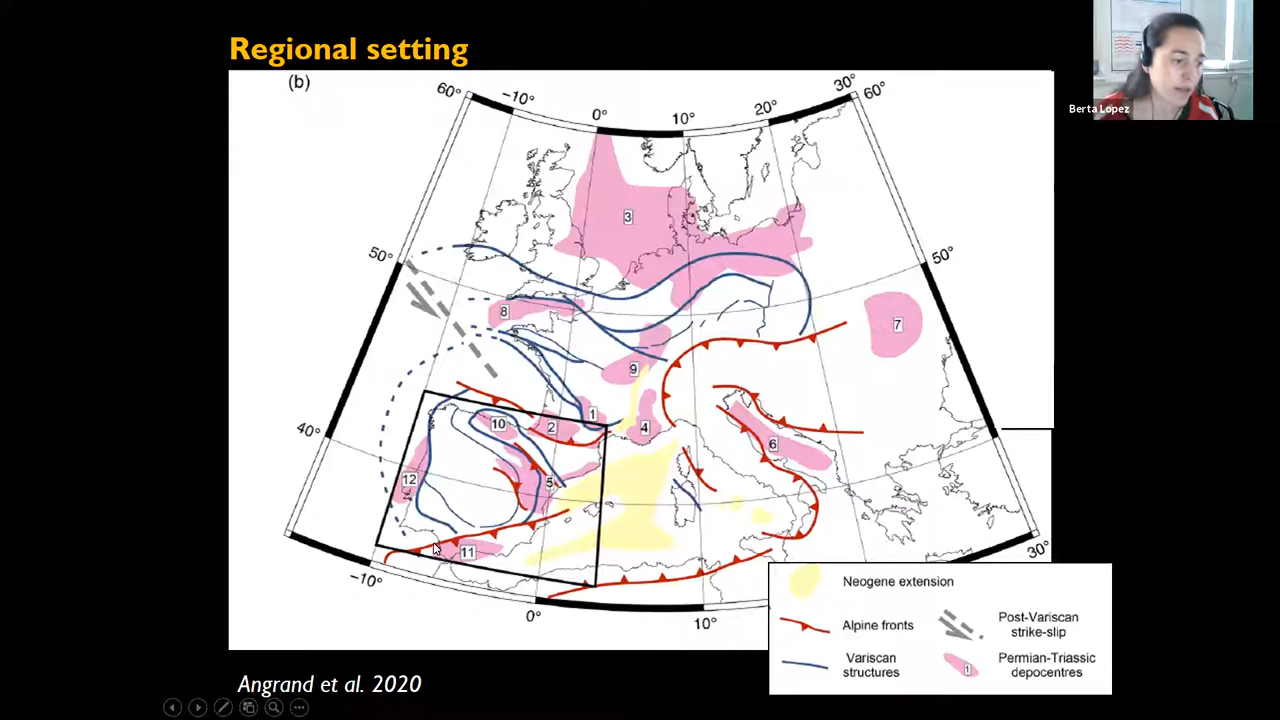 Regional setting
(b)
60°
-10°
0°
10°
20°
30°
60°
3
50°
50°
8
7
9
1
10
2
4
40°
6
12
5
11
-10°
30°
0°
10°
Neogene extension
Alpine fronts
Post-Variscan
strike-slip
Variscan
structures
1
Permian-Triassic
depocentres
Angrand et al. 2020
Berta Lopez